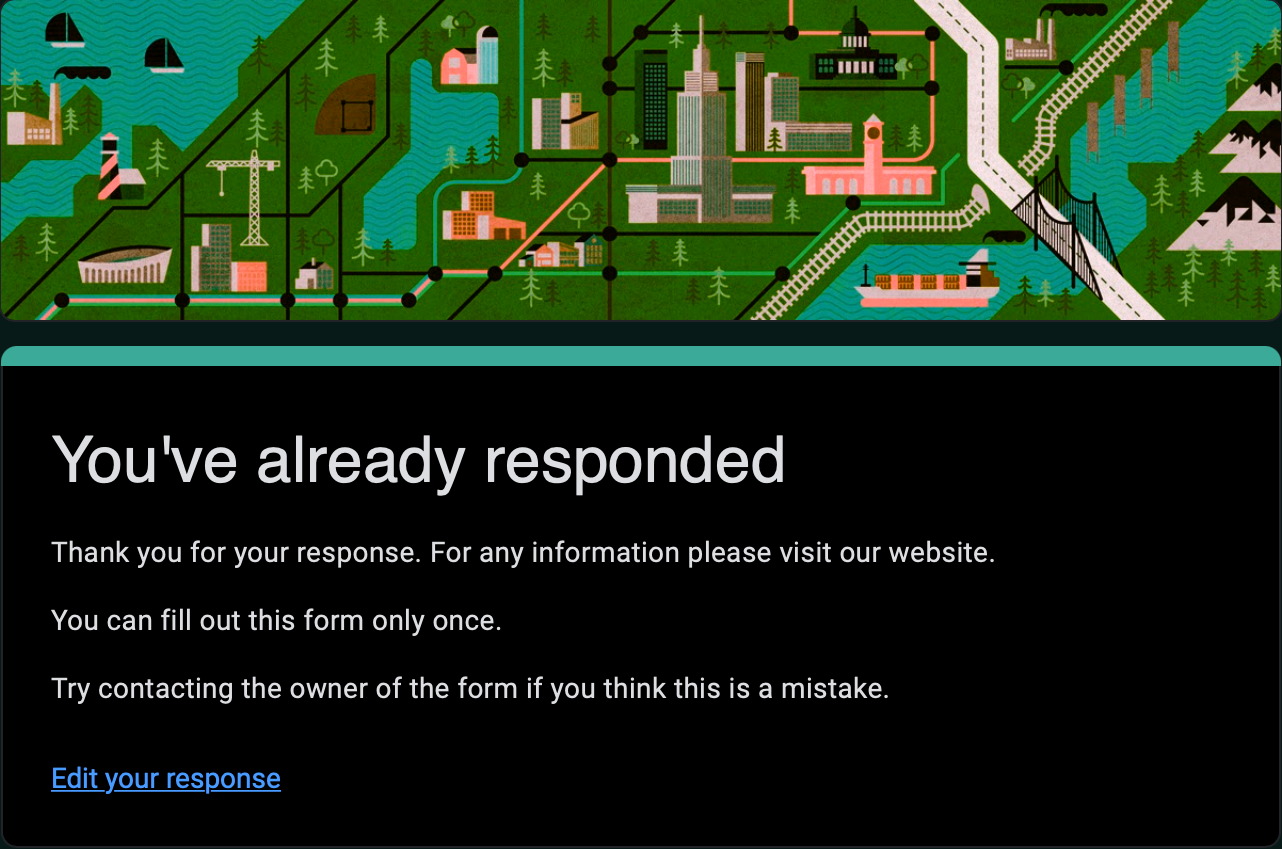 You've already responded
Thank you for your response. For any information please visit our website.
You can fill out this form only once.
Try contacting the owner of the form if you think this is a mistake.
Edit your response